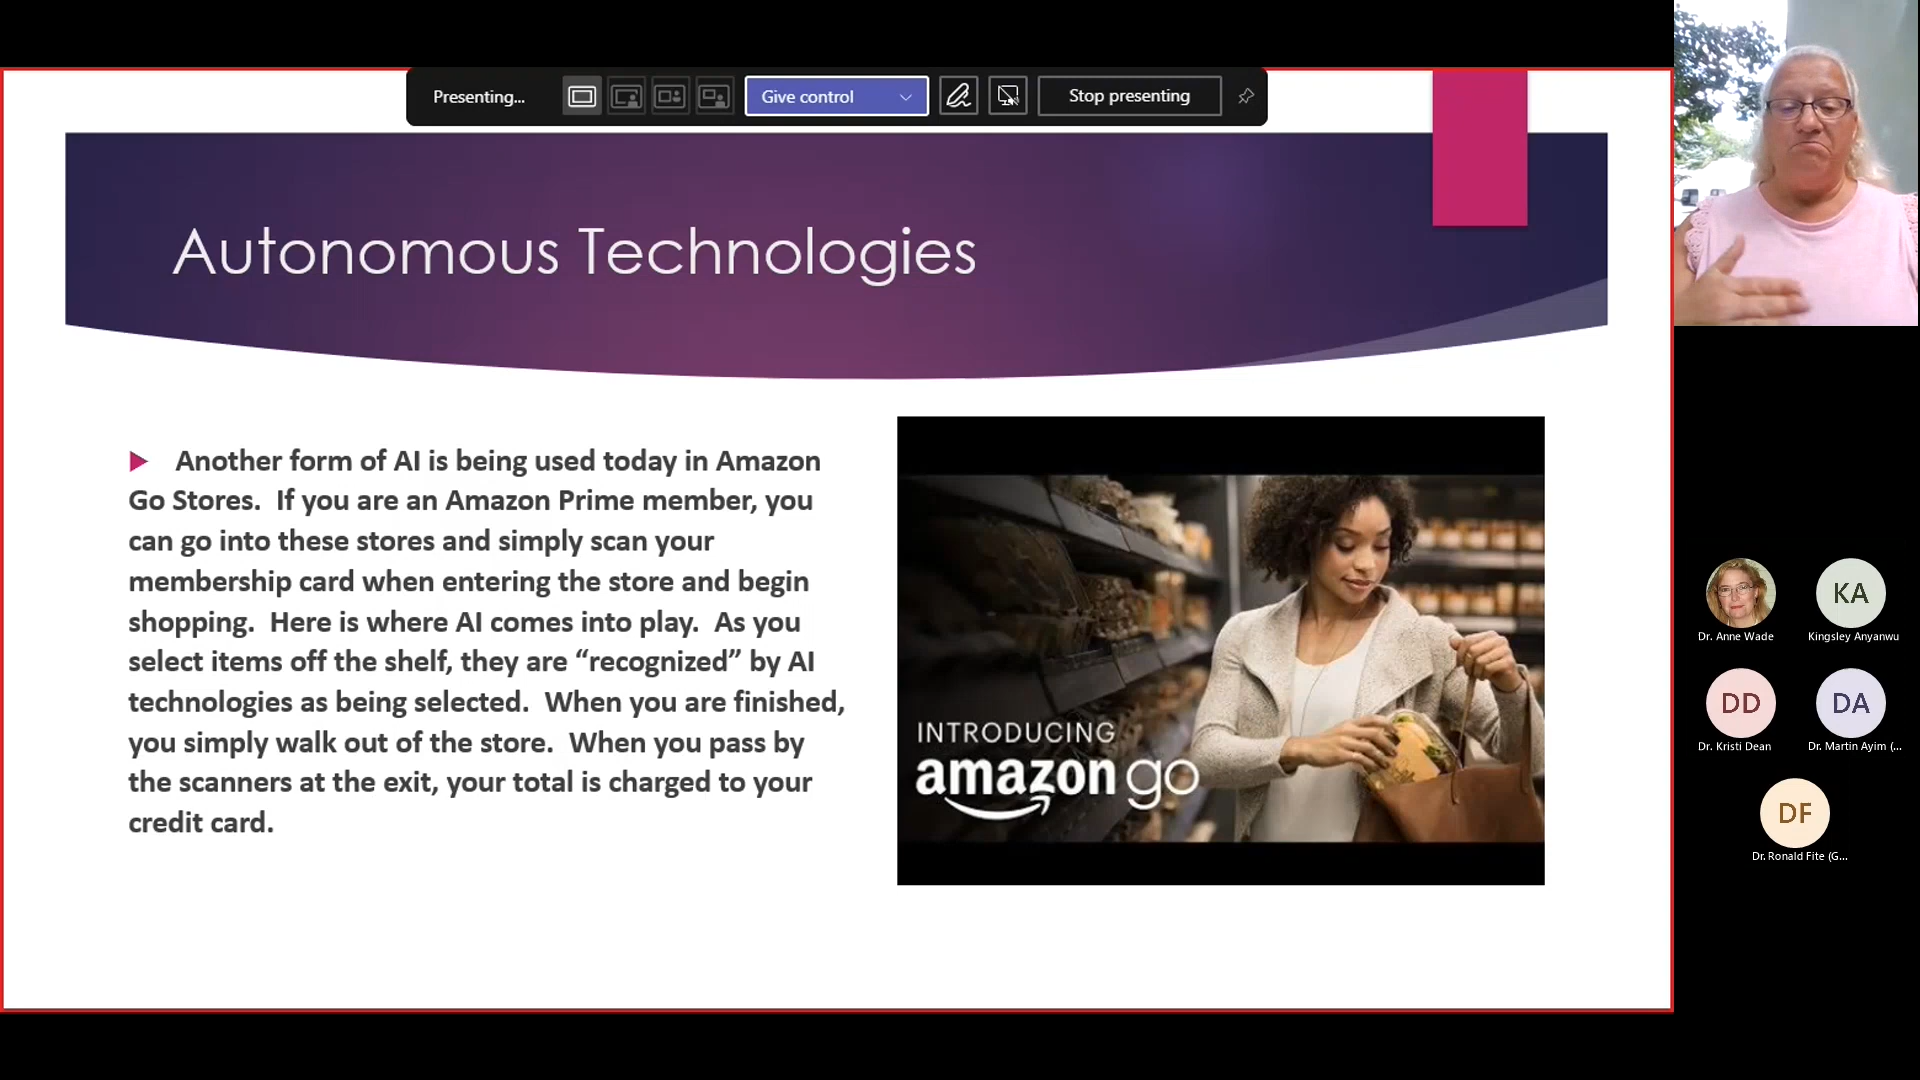 Presenting...
Give control
Stop presenting
Autonomous Technologies
Another form of AI is being used today in Amazon
Go Stores.  If you are an Amazon Prime member, you
can go into these stores and simply scan your
membership card when entering the store and begin
shopping.  Here is where AI comes into play.  As you
select items off the shelf, they are “recognized” by AI
technologies as being selected.  When you are finished,
you simply walk out of the store.  When you pass by
the scanners at the exit, your total is charged to your
credit card.
INTRODUCING
amazon go
Dr. Anne Wade
KA
Kingsley Anyanwu
DD
Dr. Kristi Dean
DA
Dr. Martin Ayim (...
DF
Dr. Ronald Fite (G...